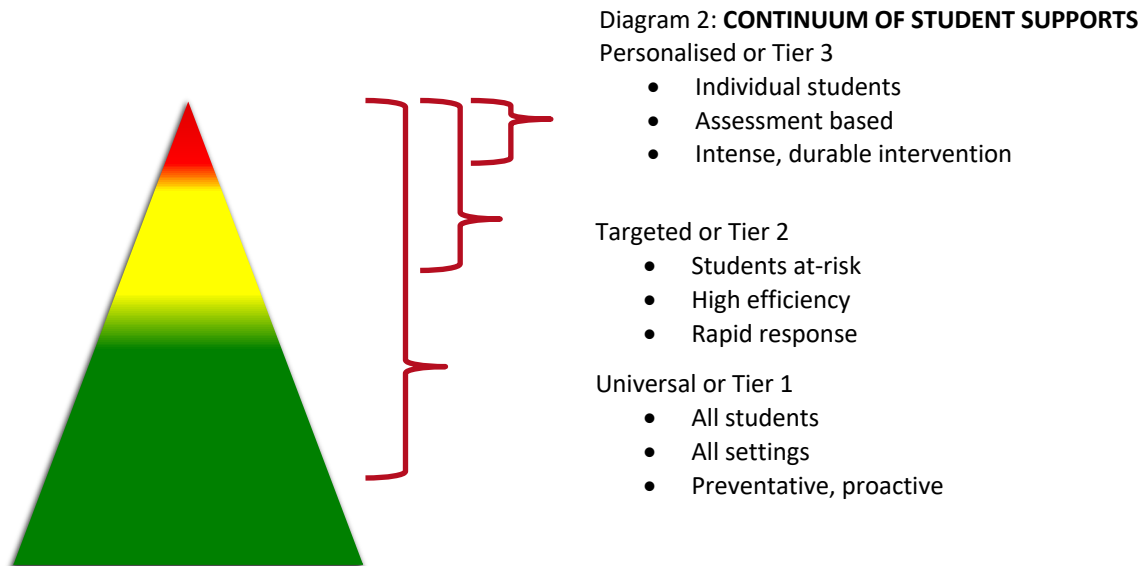 Diagram 2: CONTINUUM OF STUDENT SUPPORTS
Personalised or Tier 3
• Individual students
• Assessment based
• Intense, durable intervention
Targeted or Tier 2
• Students at-risk
• High efficiency
• Rapid response
Universal or Tier 1
• All students
• All settings
• Preventative, proactive